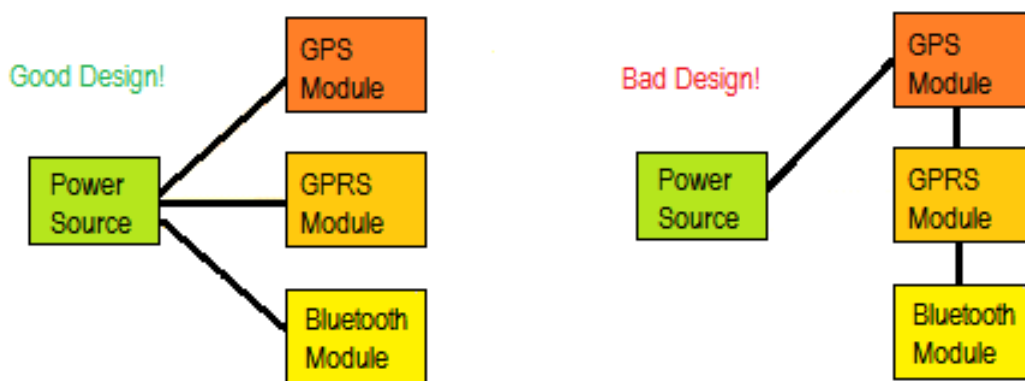 Good Design!
Power
Source
GPS
Module
GPRS
Module
Bluetooth
Module
Bad Design!
Power
Source
GPS
Module
GPRS
Module
Bluetooth
Module